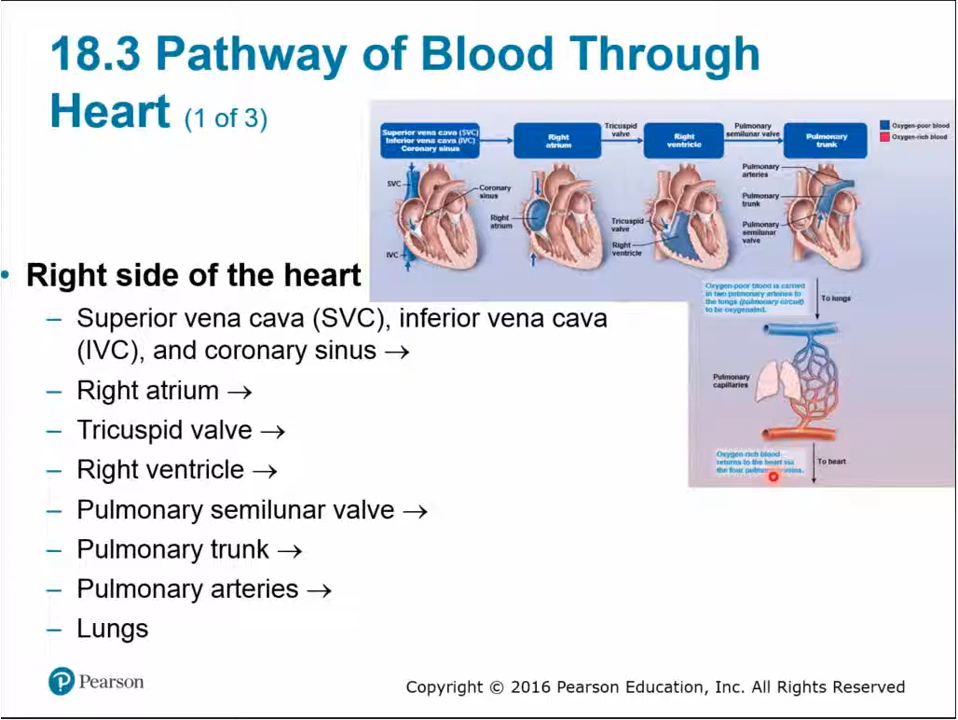 18.3 Pathway of Blood Through
Heart (1 of 3)
Superior vena cava (SVC)
Inferior vena cava (IVC)
Coronary sinus
Right
atrium
Tricuspid
valve
Right
ventricle
Pulmonary
semilunar valve
Pulmonary
trunk
Oxygen-poor blood
Oxygen-rich blood
SVC
Coronary
sinus
IVC
Right
atrium
Tricuspid
valve
Right
ventricle
Pulmonary
arteries
Pulmonary
trunk
Pulmonary
semilunar
valve
Oxygen-poor blood is carried
in two pulmonary arteries to
the lungs (pulmonary circuit)
to be oxygenated.
To lungs
Pulmonary
capillaries
Oxygen-rich blood
returns to the heart via
the four pulmonary veins.
To heart
• Right side of the heart
– Superior vena cava (SVC), inferior vena cava
(IVC), and coronary sinus →
– Right atrium →
– Tricuspid valve →
– Right ventricle →
– Pulmonary semilunar valve →
– Pulmonary trunk →
– Pulmonary arteries →
– Lungs
P Pearson
Copyright © 2016 Pearson Education, Inc. All Rights Reserved